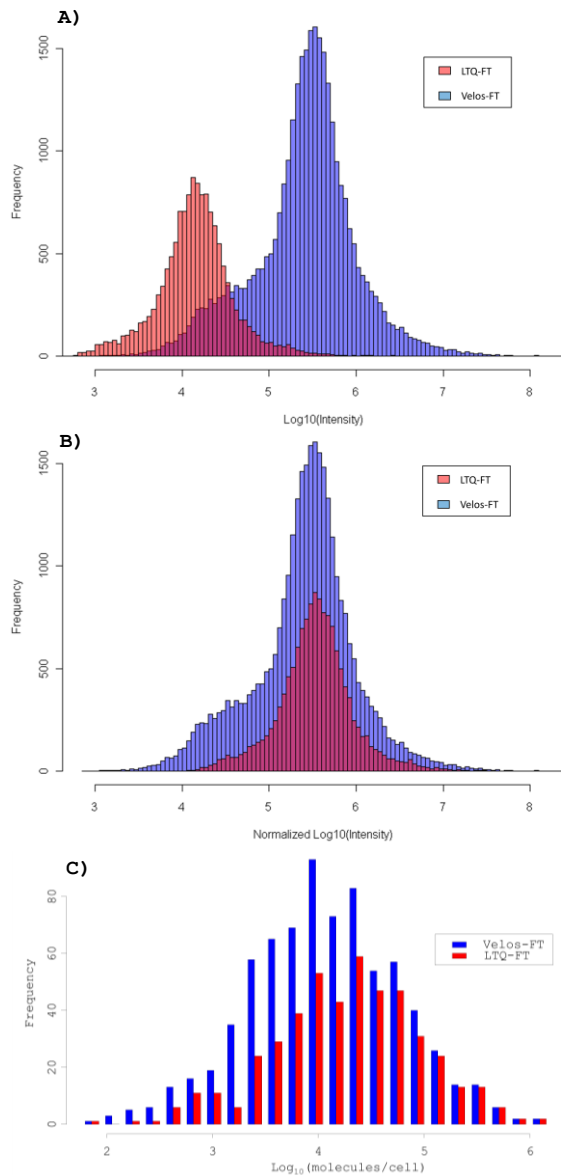 A)
1500
1000
500
0
Frequency
LTQ-FT
Velos-FT
3 4 5 6 7 8
Log10(Intensity)
B)
1500
1000
500
0
Frequency
LTQ-FT
Velos-FT
3 4 5 6 7 8
Normalized Log10(Intensity)
C)
80
60
40
20
0
Frequency
Velos-FT
LTQ-FT
2 3 4 5 6
Log10(molecules/cell)